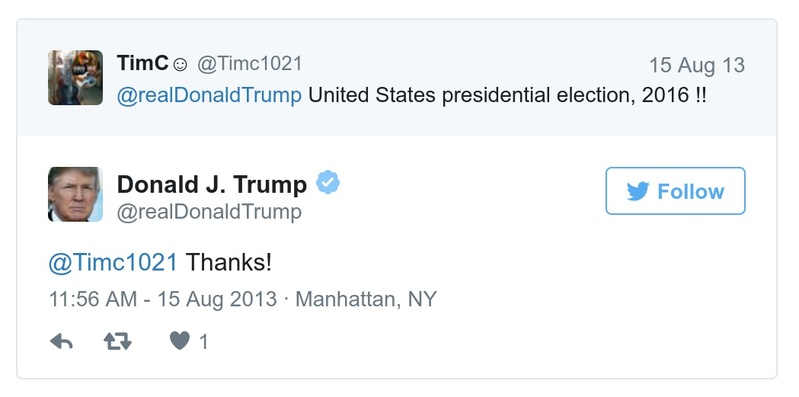 TimC☺ @Timc1021 15 Aug 13
@realDonaldTrump United States presidential election, 2016 !!
Donald J. Trump
Follow
@realDonaldTrump
@Timc1021 Thanks!
11:56 AM - 15 Aug 2013 · Manhattan, NY
1